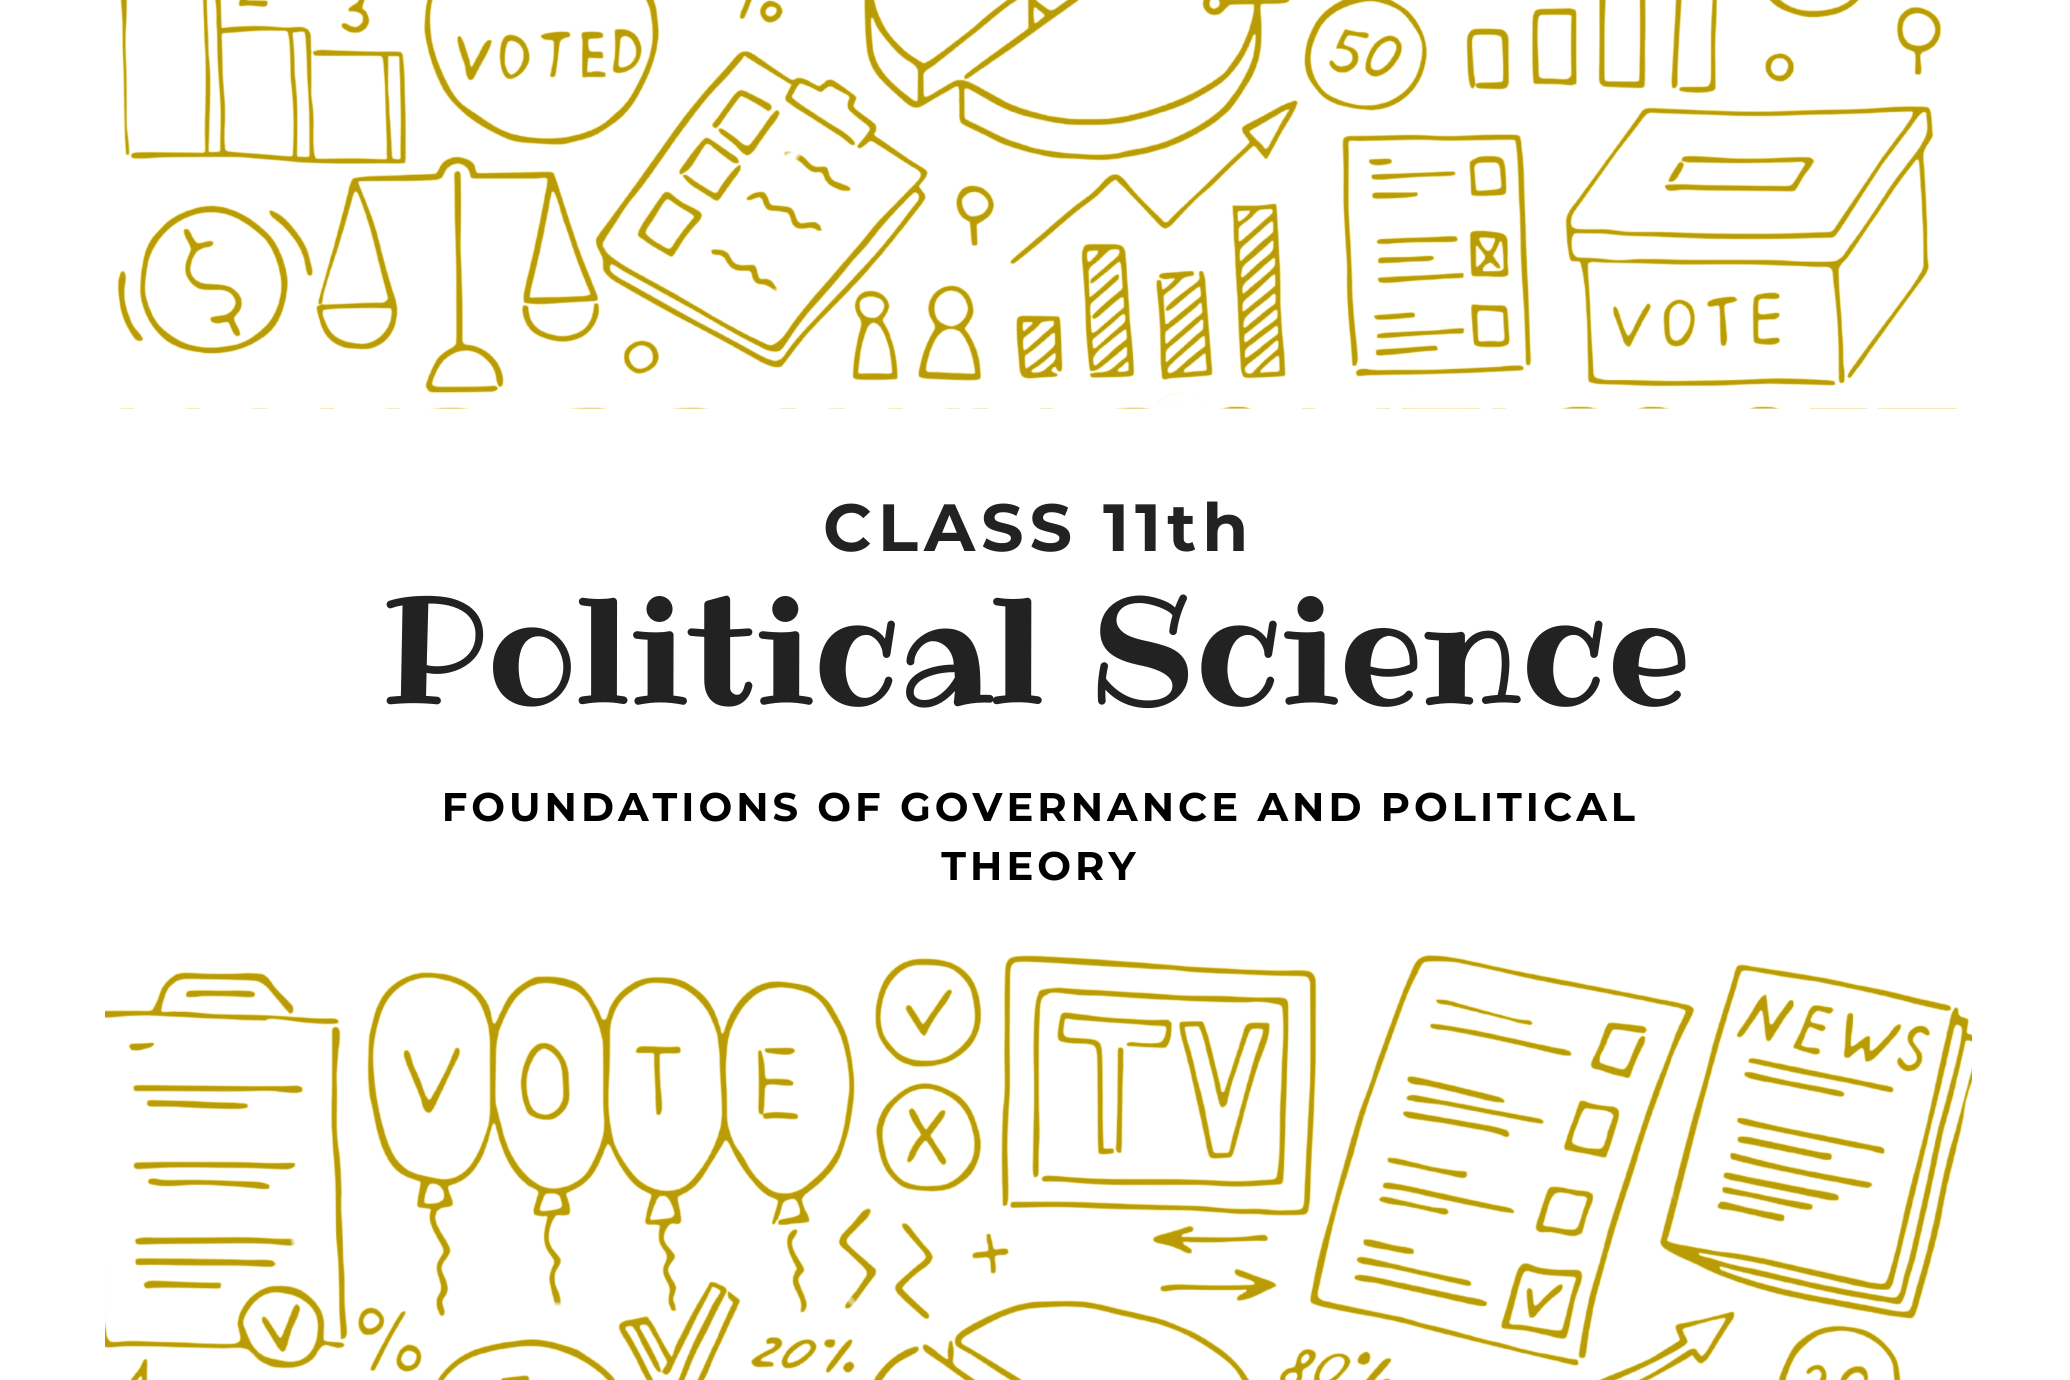 3
VOTED
%
50
VOTE
CLASS 11th
Political Science
FOUNDATIONS OF GOVERNANCE AND POLITICAL
THEORY
VOTE
TV
NEWS
%
20%
80%